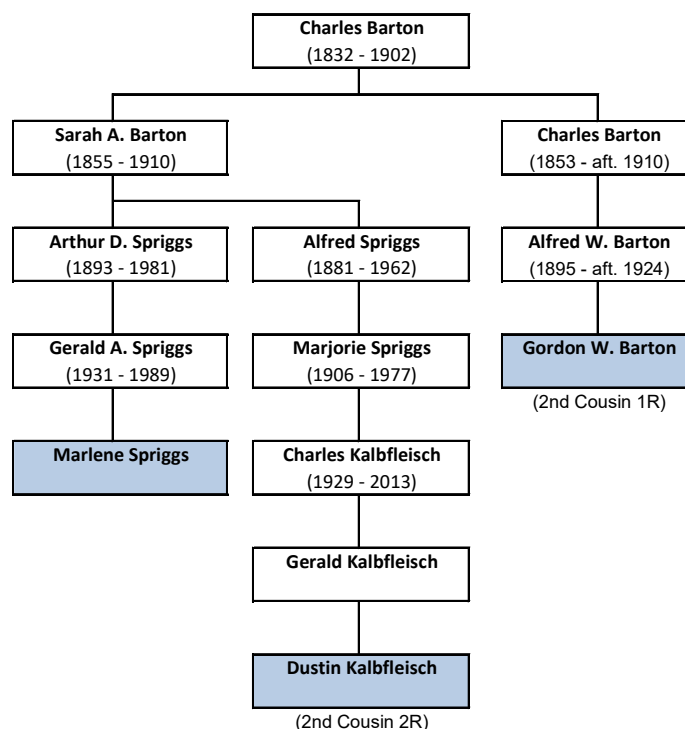 Charles Barton
(1832 - 1902)
Sarah A. Barton
(1855 - 1910)
Charles Barton
(1853 - aft. 1910)
Arthur D. Spriggs
(1893 - 1981)
Alfred Spriggs
(1881 - 1962)
Alfred W. Barton
(1895 - aft. 1924)
Gerald A. Spriggs
(1931 - 1989)
Marjorie Spriggs
(1906 - 1977)
Gordon W. Barton
(2nd Cousin 1R)
Marlene Spriggs
Charles Kalbfleisch
(1929 - 2013)
Gerald Kalbfleisch
Dustin Kalbfleisch
(2nd Cousin 2R)